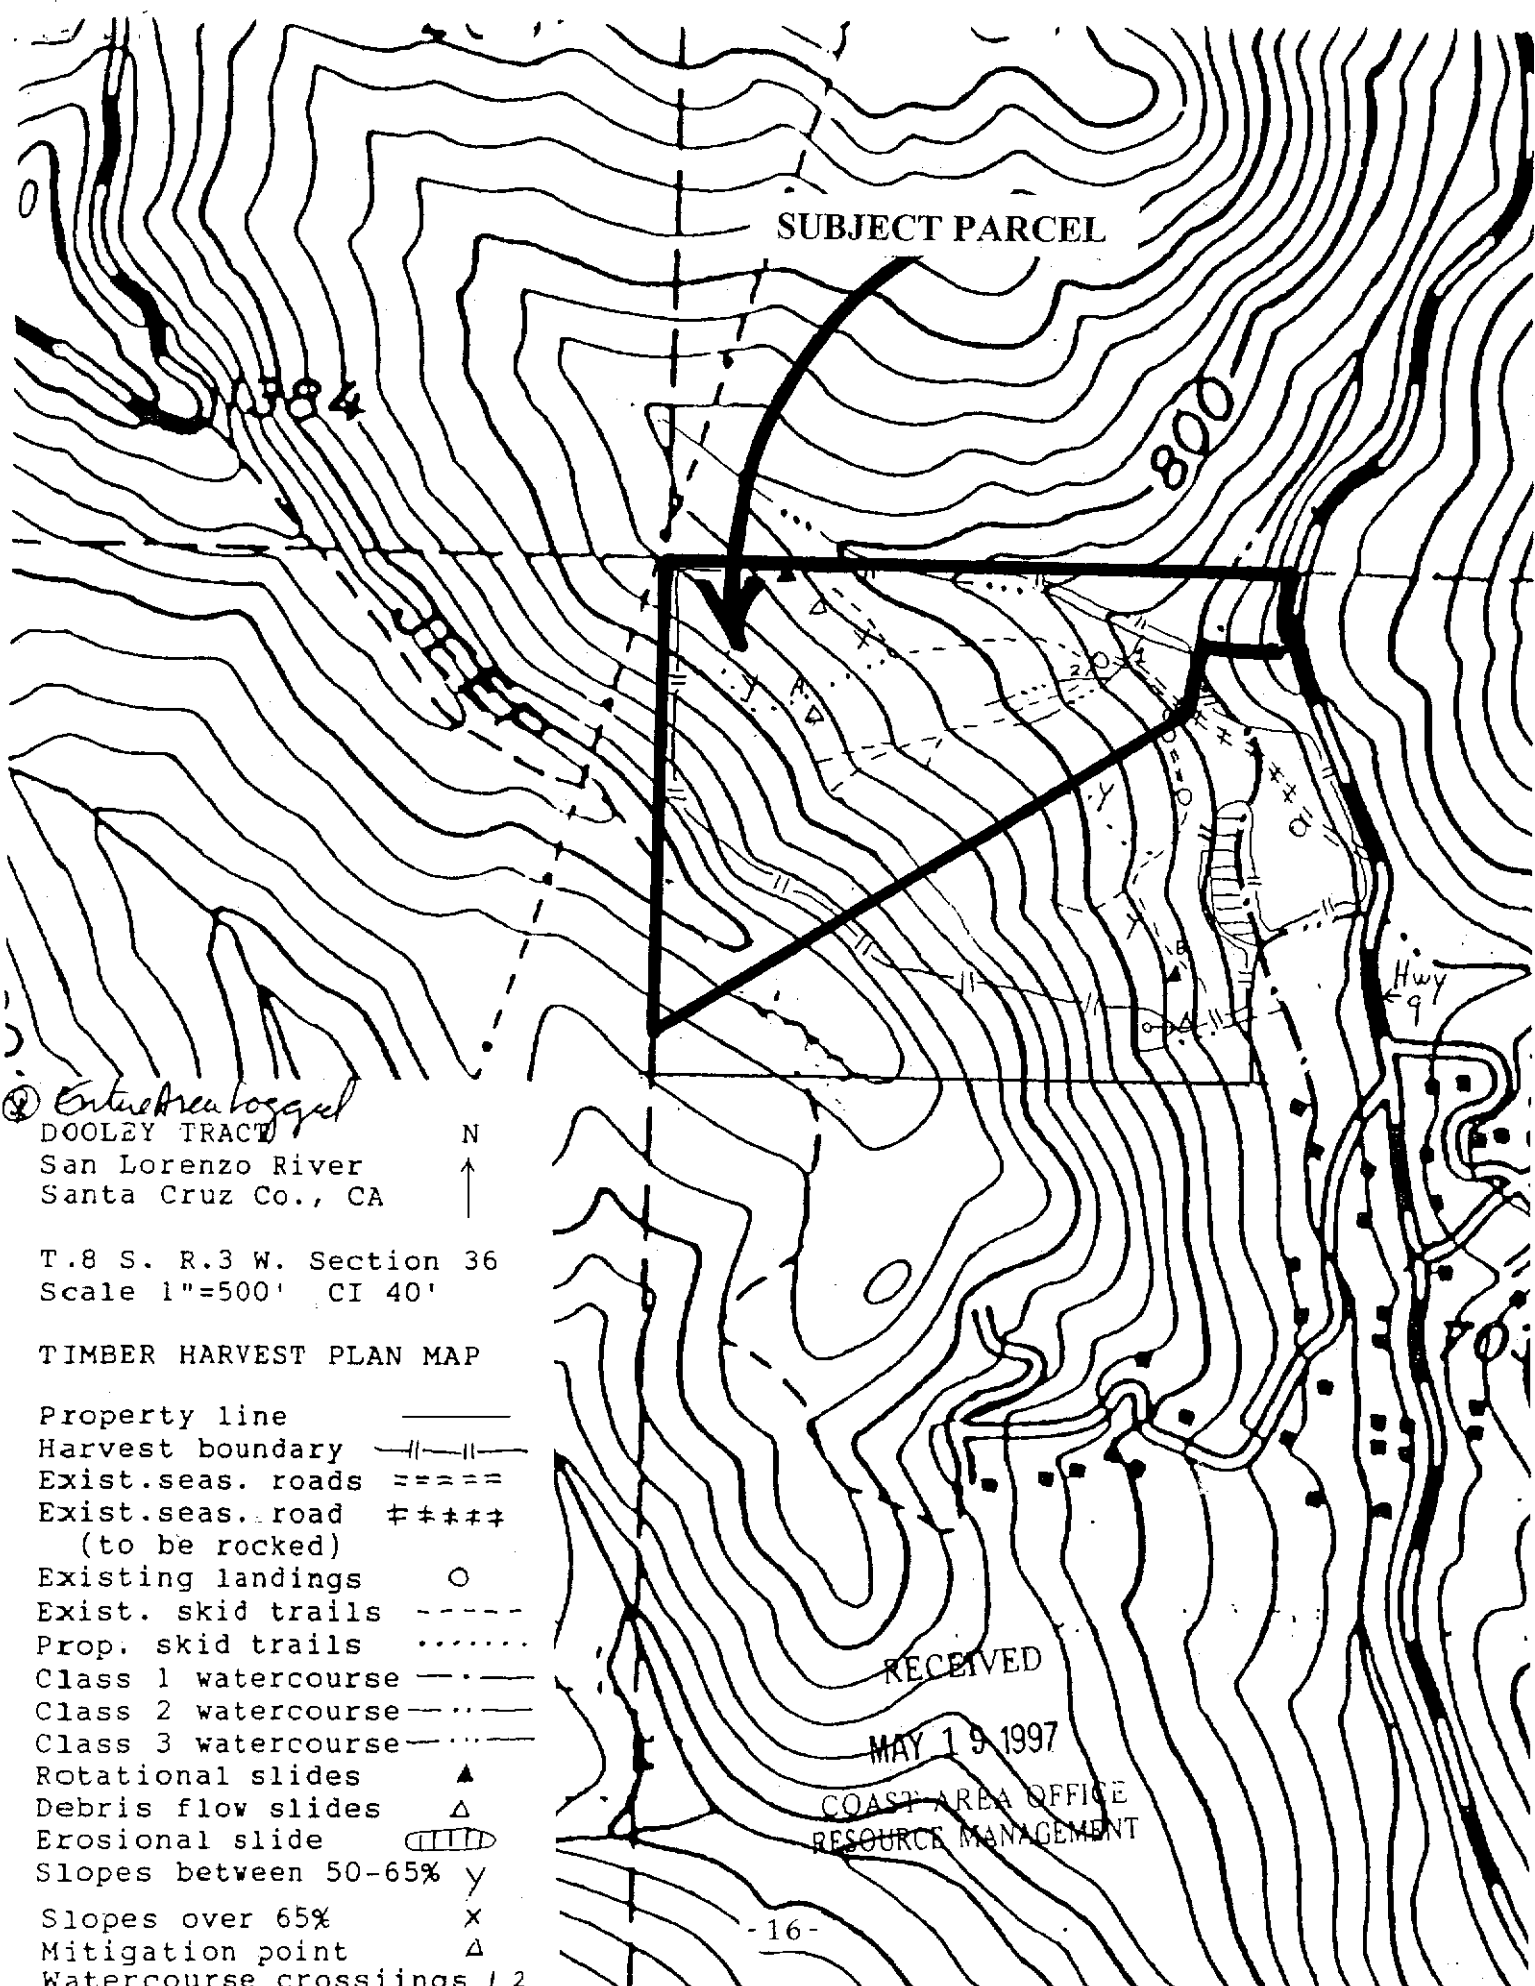 SUBJECT PARCEL
800
Hwy
9
Entire Area Logged
DOOLEY TRACT
N
San Lorenzo River
Santa Cruz Co., CA
T.8 S. R.3 W. Section 36
Scale 1"=500' CI 40'
TIMBER HARVEST PLAN MAP
Property line
Harvest boundary
Exist.seas. roads
Exist.seas. road
(to be rocked)
Existing landings
Exist. skid trails
Prop. skid trails
Class 1 watercourse
Class 2 watercourse
Class 3 watercourse
Rotational slides
Debris flow slides
Erosional slide
Slopes between 50-65% y
Slopes over 65% x
Mitigation point
Watercourse crossiings 1 2
RECEIVED
MAY 19 1997
COAST AREA OFFICE
RESOURCE MANAGEMENT
-16-